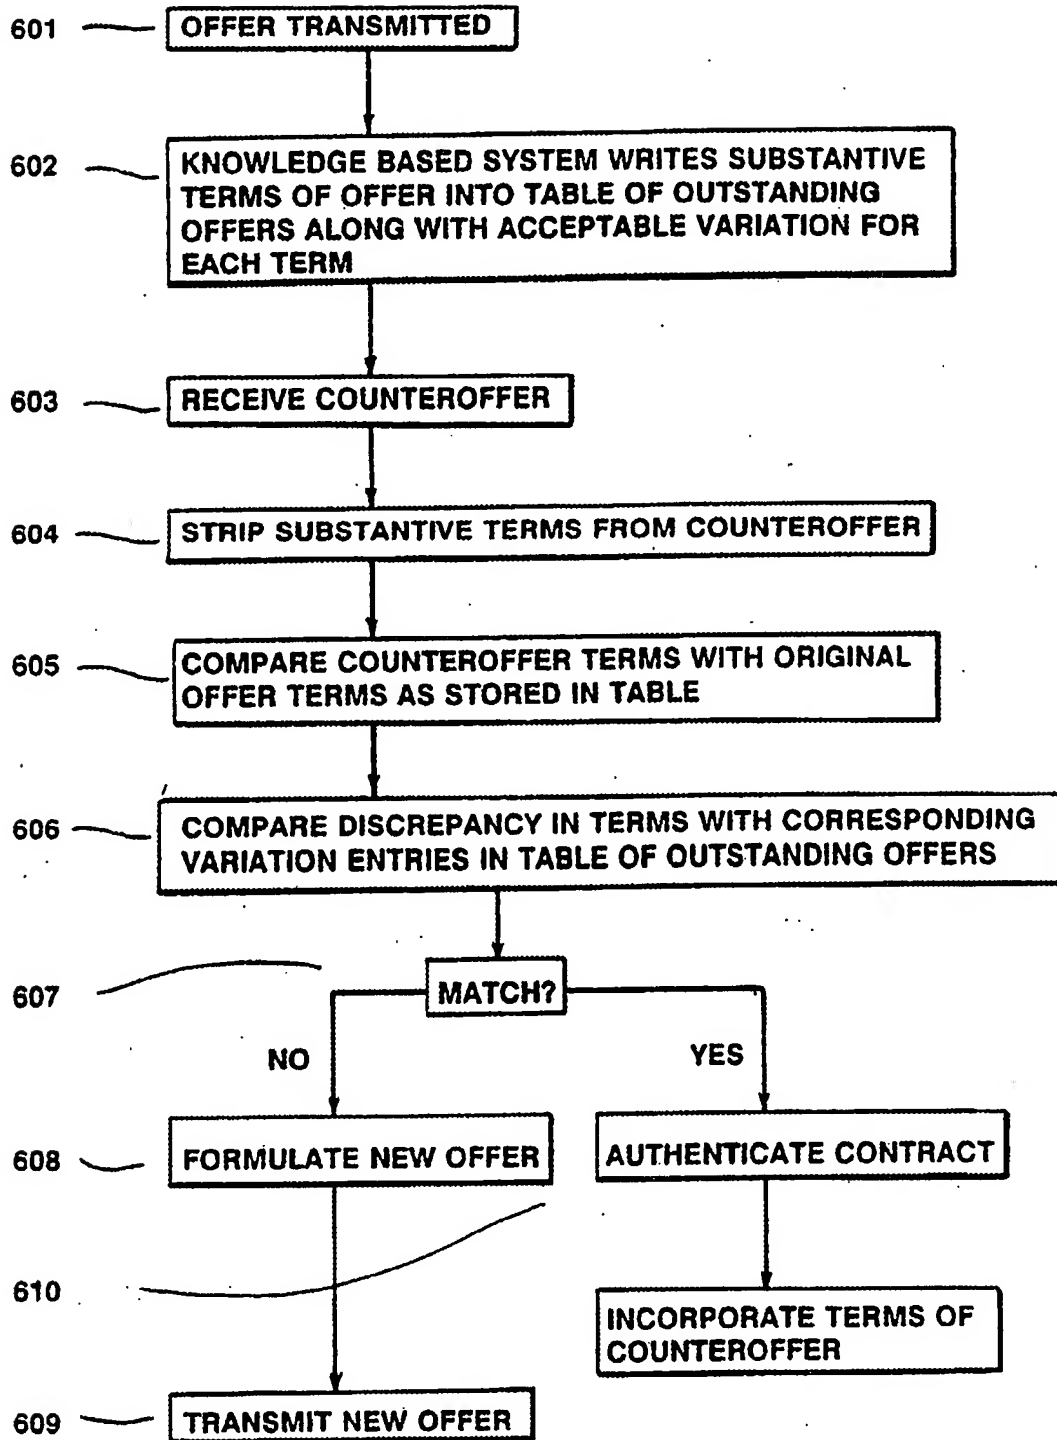 601 OFFER TRANSMITTED
602 KNOWLEDGE BASED SYSTEM WRITES SUBSTANTIVE
TERMS OF OFFER INTO TABLE OF OUTSTANDING
OFFERS ALONG WITH ACCEPTABLE VARIATION FOR
EACH TERM
603 RECEIVE COUNTEROFFER
604 STRIP SUBSTANTIVE TERMS FROM COUNTEROFFER
605 COMPARE COUNTEROFFER TERMS WITH ORIGINAL
OFFER TERMS AS STORED IN TABLE
606 COMPARE DISCREPANCY IN TERMS WITH CORRESPONDING
VARIATION ENTRIES IN TABLE OF OUTSTANDING OFFERS
607 MATCH?
NO YES
608 FORMULATE NEW OFFER AUTHENTICATE CONTRACT
610
INCORPORATE TERMS OF
COUNTEROFFER
609 TRANSMIT NEW OFFER